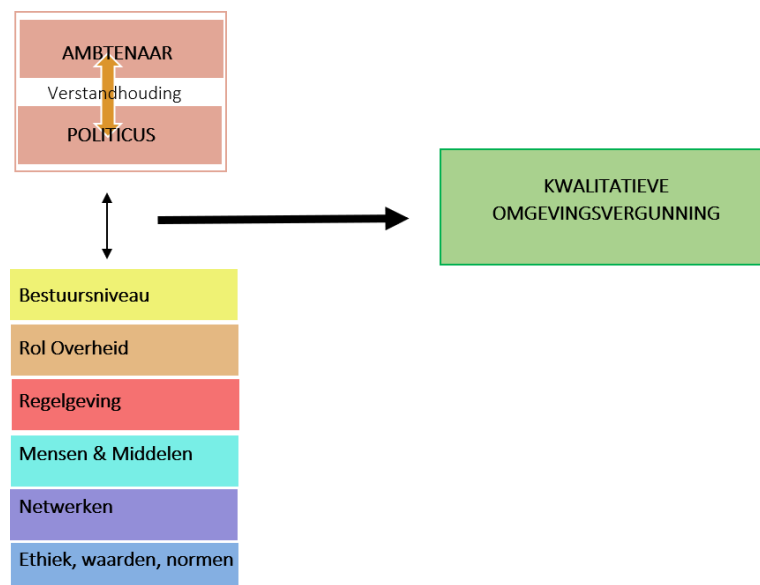 AMBTENAAR
Verstandhouding
POLITICUS
KWALITATIEVE
OMGEVINGSVERGUNNING
Bestuursniveau
Rol Overheid
Regelgeving
Mensen & Middelen
Netwerken
Ethiek, waarden, normen